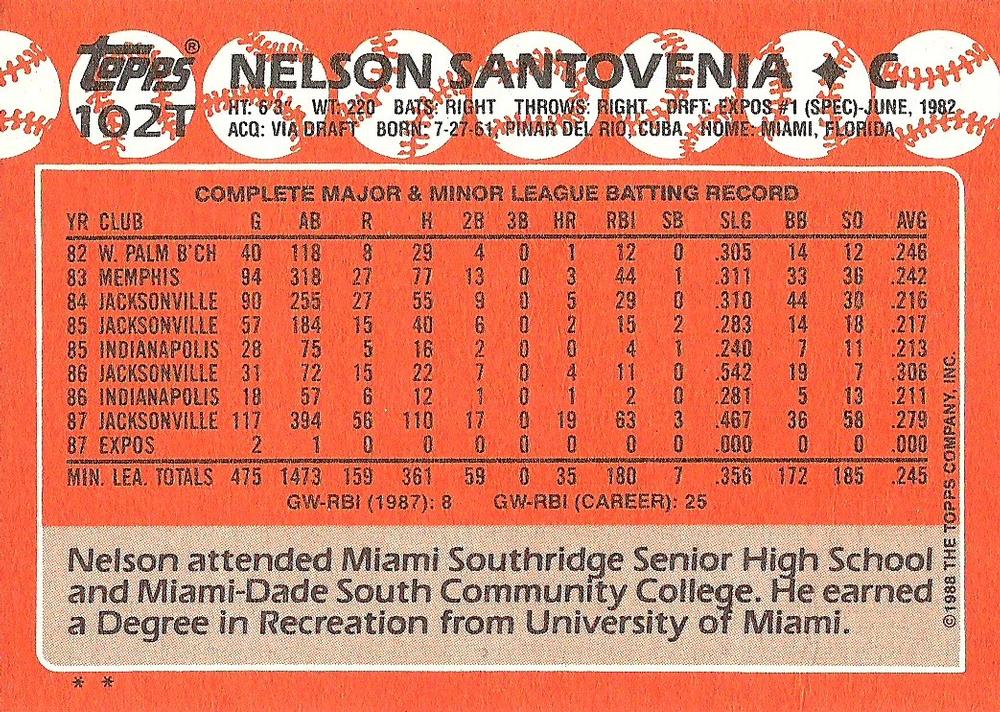 Topps®
102T
NELSON SANTOVENIA ✦ C
HT: 6'3" WT: 220 BATS: RIGHT THROWS: RIGHT DRFT: EXPOS #1 (SPEC)-JUNE, 1982
ACQ: VIA DRAFT BORN: 7-27-61, PINAR DEL RIO, CUBA. HOME: MIAMI, FLORIDA
COMPLETE MAJOR & MINOR LEAGUE BATTING RECORD
YR CLUB G AB R H 2B 3B HR RBI SB SLG BB SO AVG
82 W. PALM B'CH 40 118 8 29 4 0 1 12 0 .305 14 12 .246
83 MEMPHIS 94 318 27 77 13 0 3 44 1 .311 33 36 .242
84 JACKSONVILLE 90 255 27 55 9 0 5 29 0 .310 44 30 .216
85 JACKSONVILLE 57 184 15 40 6 0 2 15 2 .283 14 18 .217
85 INDIANAPOLIS 28 75 5 16 2 0 0 4 1 .240 7 11 .213
86 JACKSONVILLE 31 72 15 22 7 0 4 11 0 .542 19 7 .306
86 INDIANAPOLIS 18 57 6 12 1 0 1 2 0 .281 5 13 .211
87 JACKSONVILLE 117 394 56 110 17 0 19 63 3 .467 36 58 .279
87 EXPOS 2 1 0 0 0 0 0 0 0 .000 0 0 .000
MIN. LEA. TOTALS 475 1473 159 361 59 0 35 180 7 .356 172 185 .245
GW-RBI (1987): 8 GW-RBI (CAREER): 25
Nelson attended Miami Southridge Senior High School
and Miami-Dade South Community College. He earned
a Degree in Recreation from University of Miami.
©1988 THE TOPPS COMPANY, INC.
* *